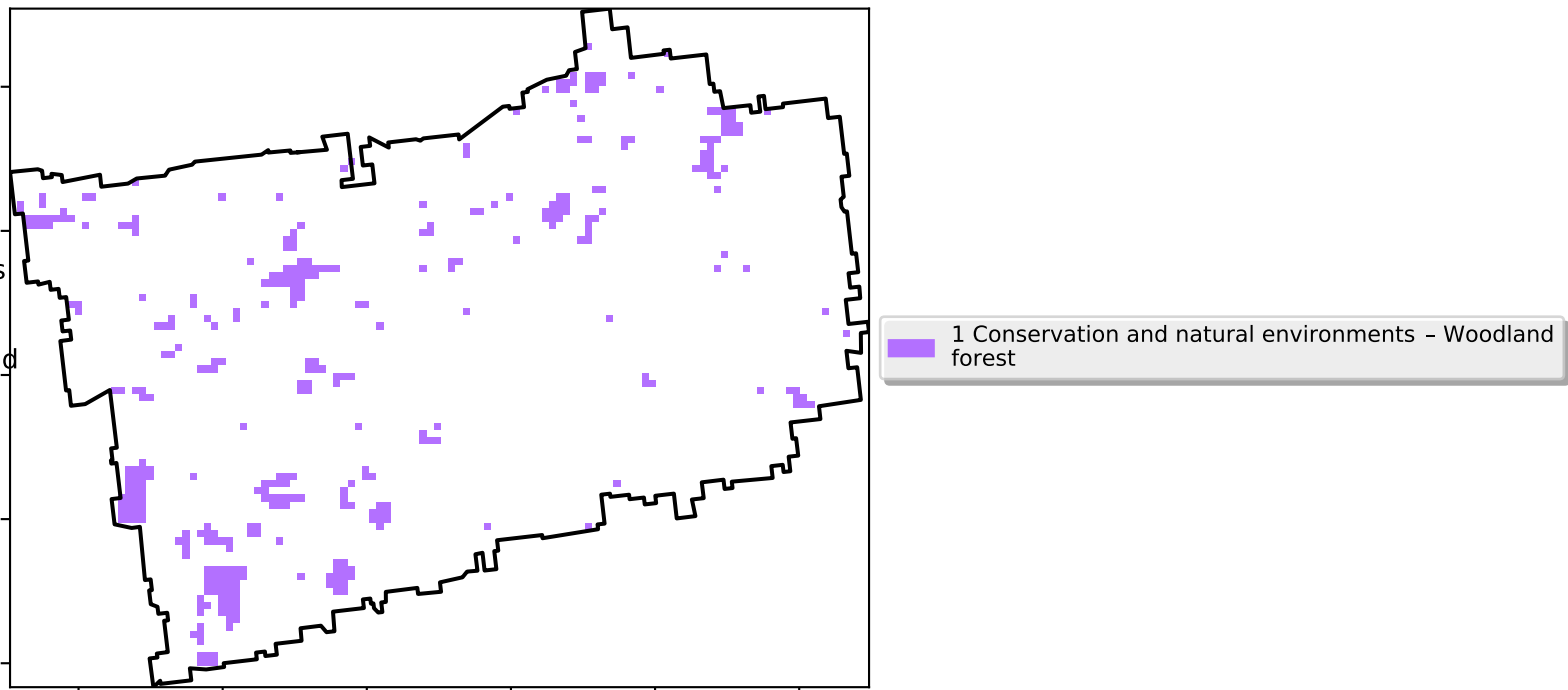 s
d
1 Conservation and natural environments – Woodland
forest